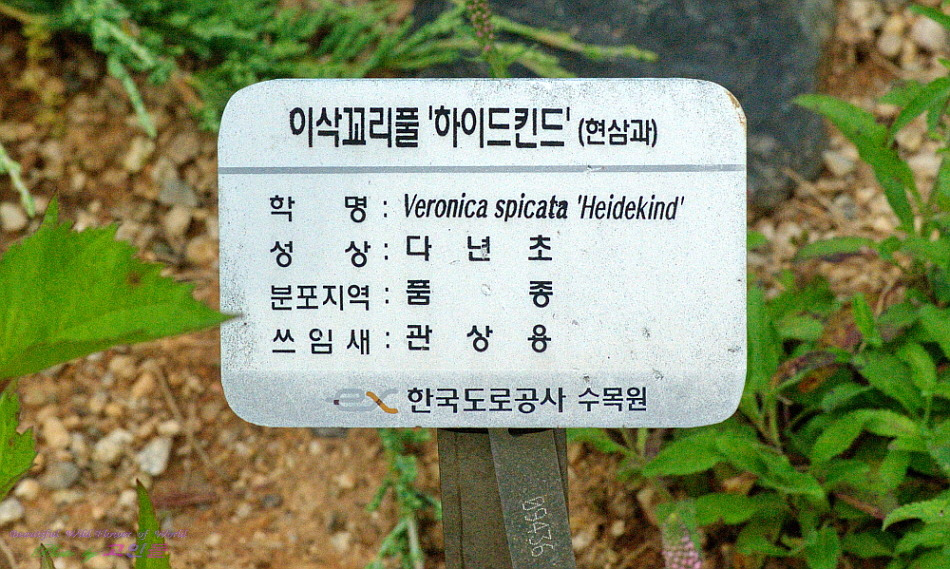 이삭꼬리풀 '하이드킨드' (현삼과)
학 명 : Veronica spicata 'Heidekind'
성 상 : 다 년 초
분포지역 : 품 종
쓰임새 : 관 상 용
ex 한국도로공사 수목원
09436